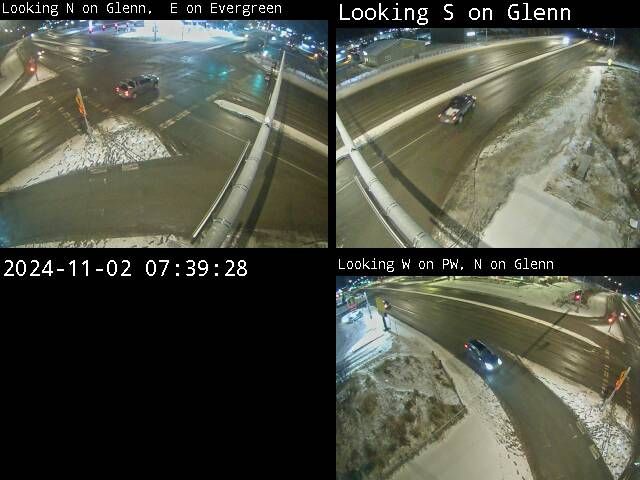 Looking N on Glenn,  E on Evergreen
Looking S on Glenn
2024-11-02 07:39:28
Looking W on PW, N on Glenn